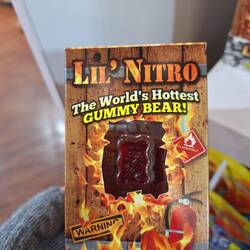 LIL' NITRO
The World's Hottest
GUMMY BEAR!
WARNING